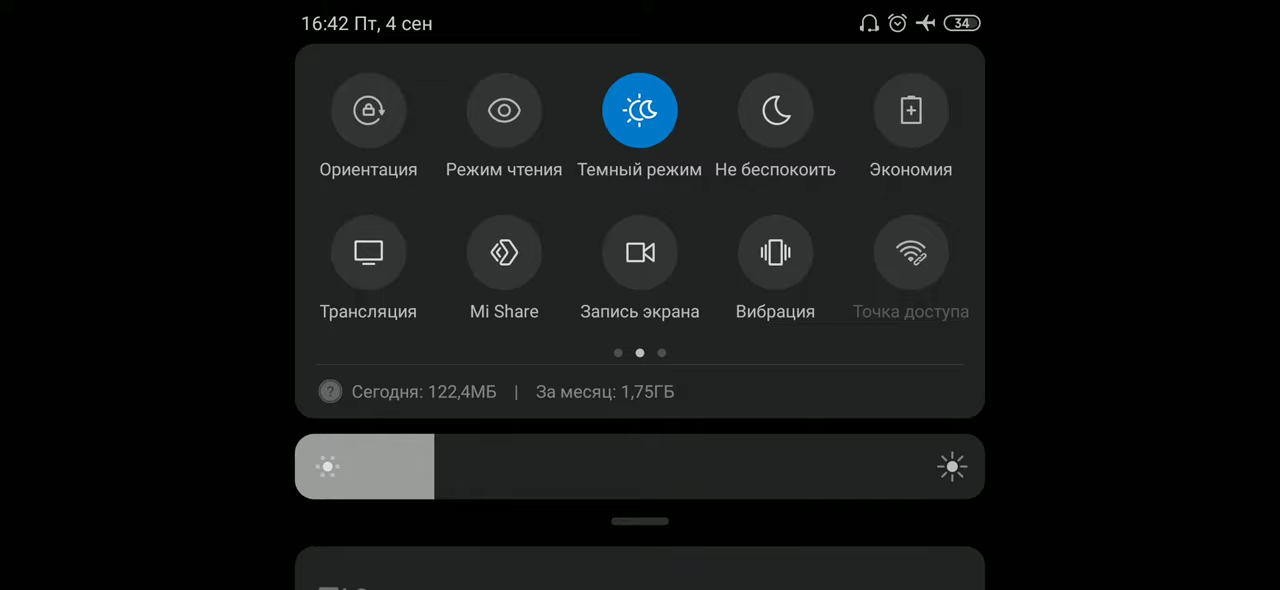 16:42 Пт, 4 сен
34
Ориентация Режим чтения Темный режим Не беспокоить Экономия
Трансляция Mi Share Запись экрана Вибрация Точка доступа
? Сегодня: 122,4МБ | За месяц: 1,75ГБ